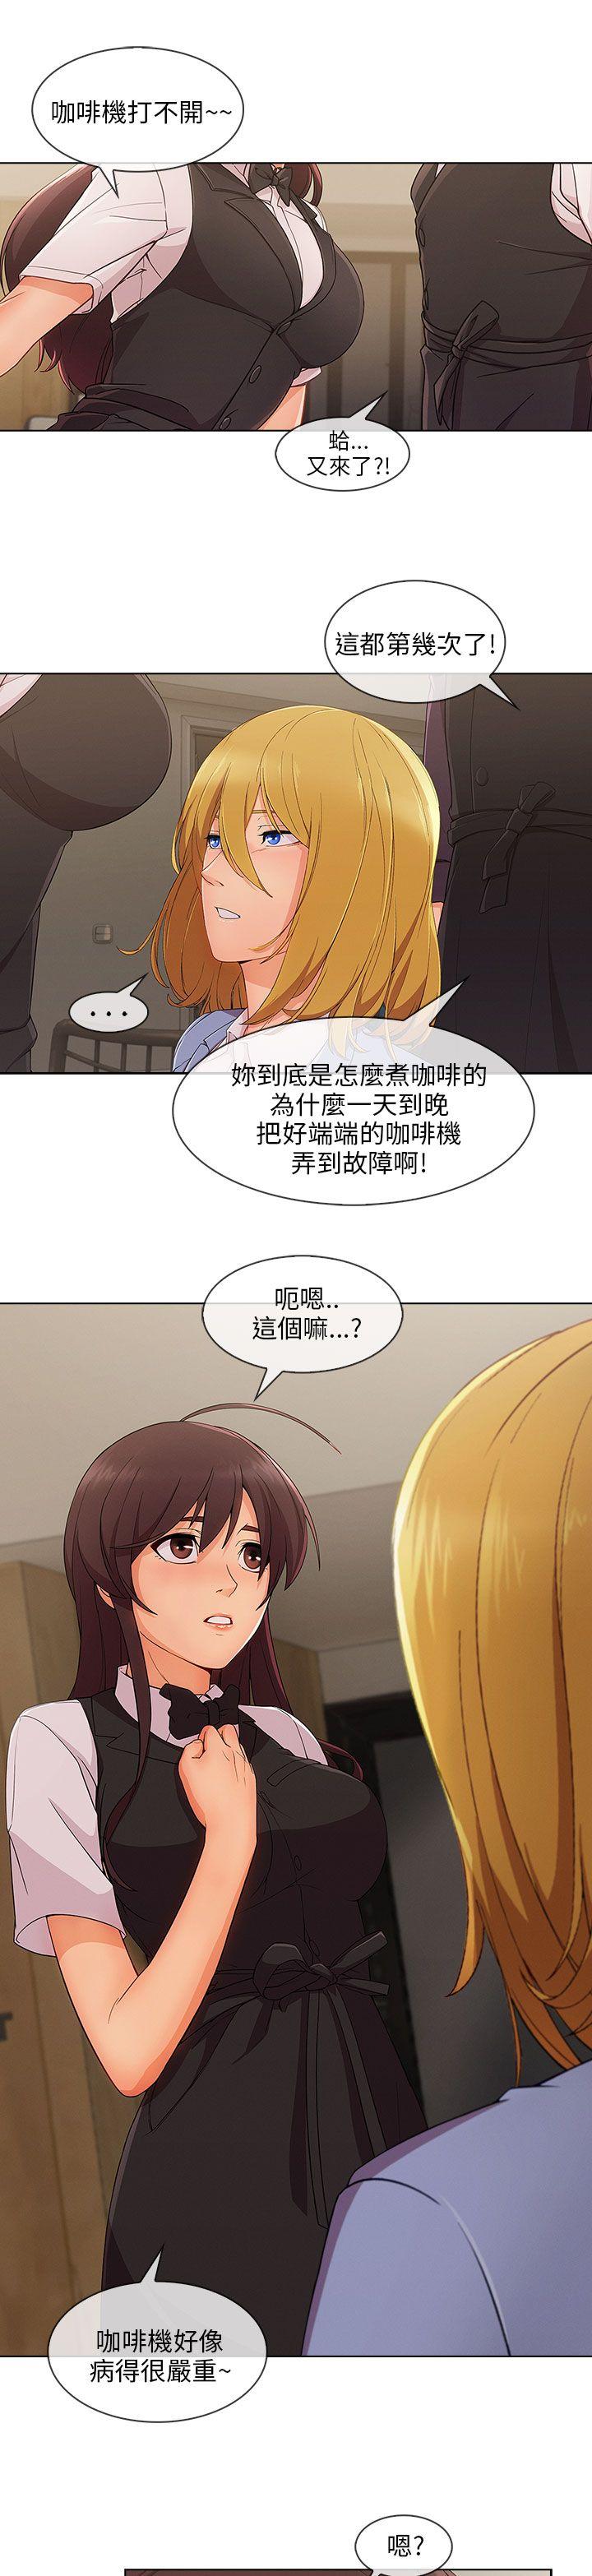 咖啡機打不開~~
蛤...
又來了?!
這都第幾次了!
...
妳到底是怎麼煮咖啡的
為什麼一天到晚
把好端端的咖啡機
弄到故障啊!
呃嗯..
這個嘛...?
咖啡機好像
病得很嚴重~
嗯?